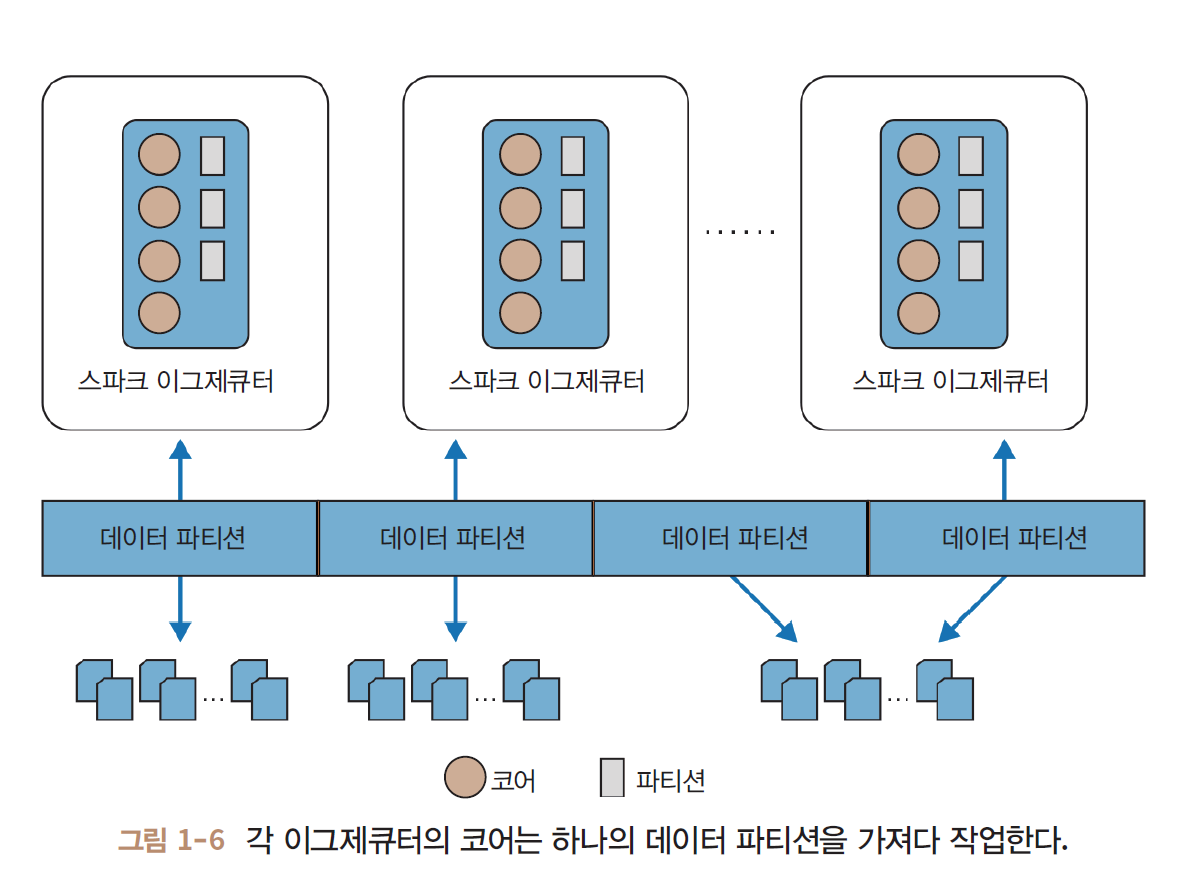 스파크 이그제큐터
스파크 이그제큐터
......
스파크 이그제큐터
데이터 파티션
데이터 파티션
데이터 파티션
데이터 파티션
...
...
...
코어
파티션
그림 1-6 각 이그제큐터의 코어는 하나의 데이터 파티션을 가져다 작업한다.